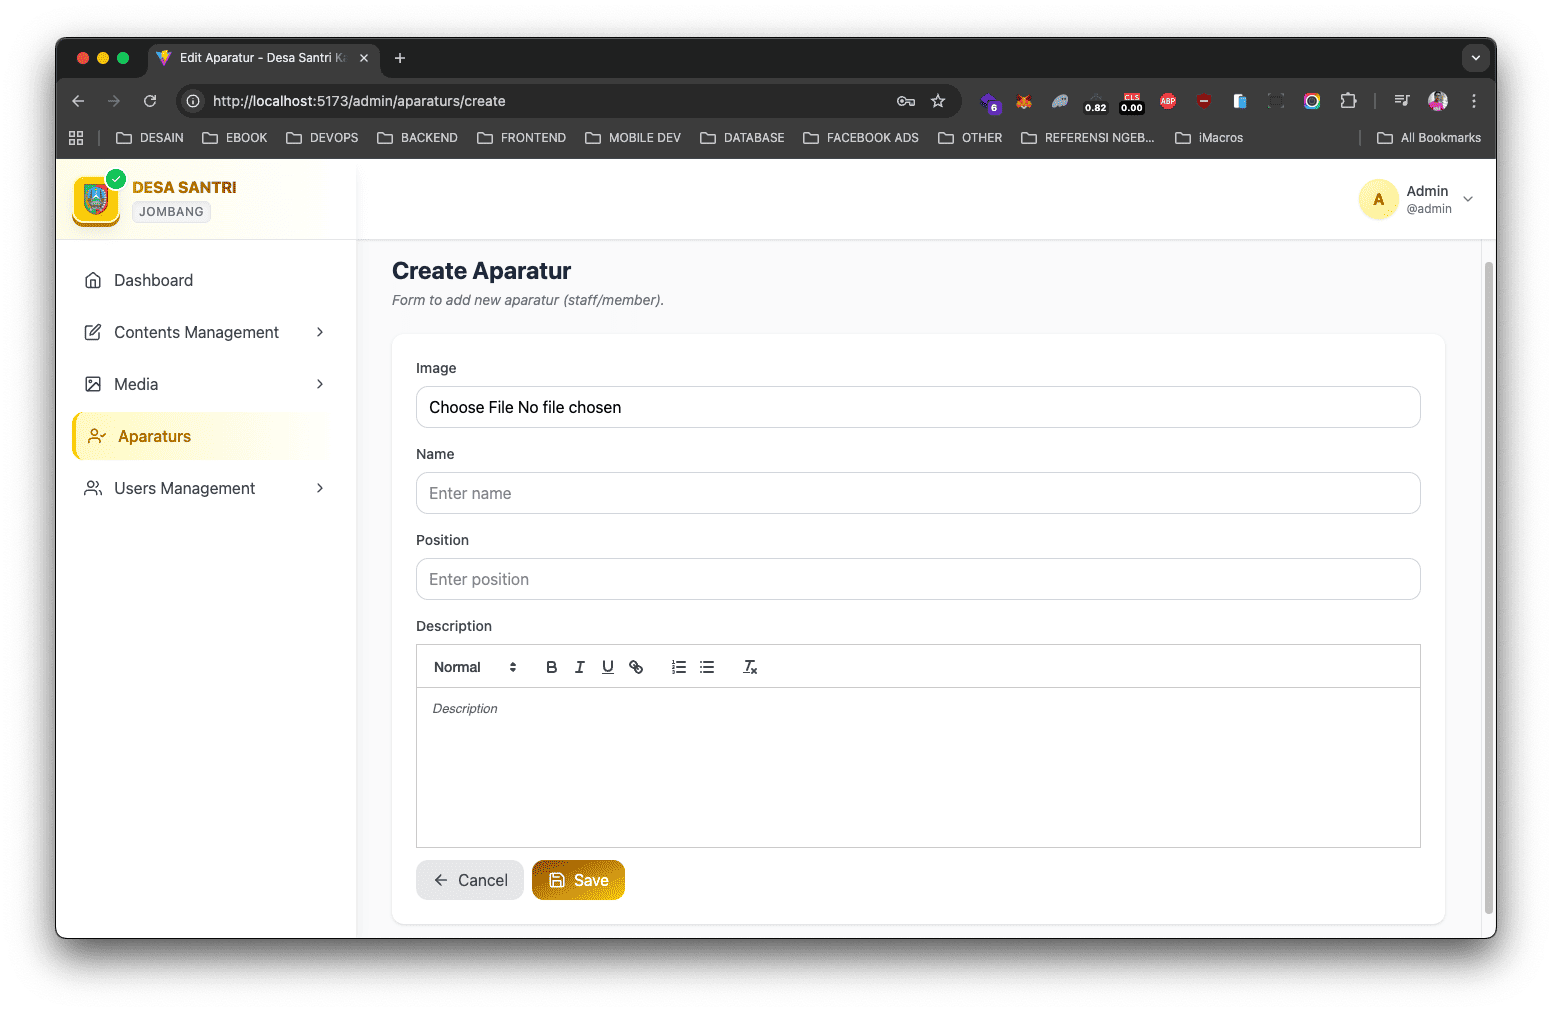 Edit Aparatur - Desa Santri Ka
http://localhost:5173/admin/aparaturs/create
6
0.82
CLS
0.00
ABP
DESAIN
EBOOK
DEVOPS
BACKEND
FRONTEND
MOBILE DEV
DATABASE
FACEBOOK ADS
OTHER
REFERENSI NGEB...
iMacros
All Bookmarks
DESA SANTRI
JOMBANG
A
Admin
@admin
Dashboard
Contents Management
Media
Aparaturs
Users Management
Create Aparatur
Form to add new aparatur (staff/member).
Image
Choose File No file chosen
Name
Enter name
Position
Enter position
Description
Normal
Description
Cancel
Save